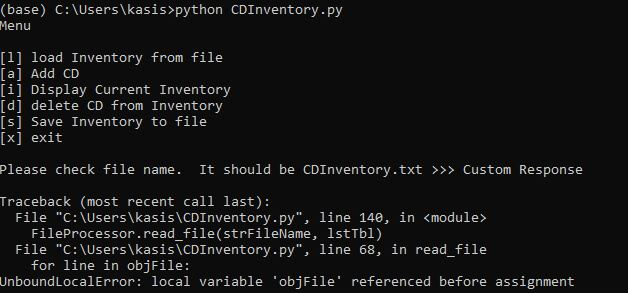 (base) C:\Users\kasis>python CDInventory.py
Menu
[l] load Inventory from file
[a] Add CD
[i] Display Current Inventory
[d] delete CD from Inventory
[s] Save Inventory to file
[x] exit
Please check file name.  It should be CDInventory.txt >>> Custom Response
Traceback (most recent call last):
  File "C:\Users\kasis\CDInventory.py", line 140, in <module>
    FileProcessor.read_file(strFileName, lstTbl)
  File "C:\Users\kasis\CDInventory.py", line 68, in read_file
    for line in objFile:
UnboundLocalError: local variable 'objFile' referenced before assignment